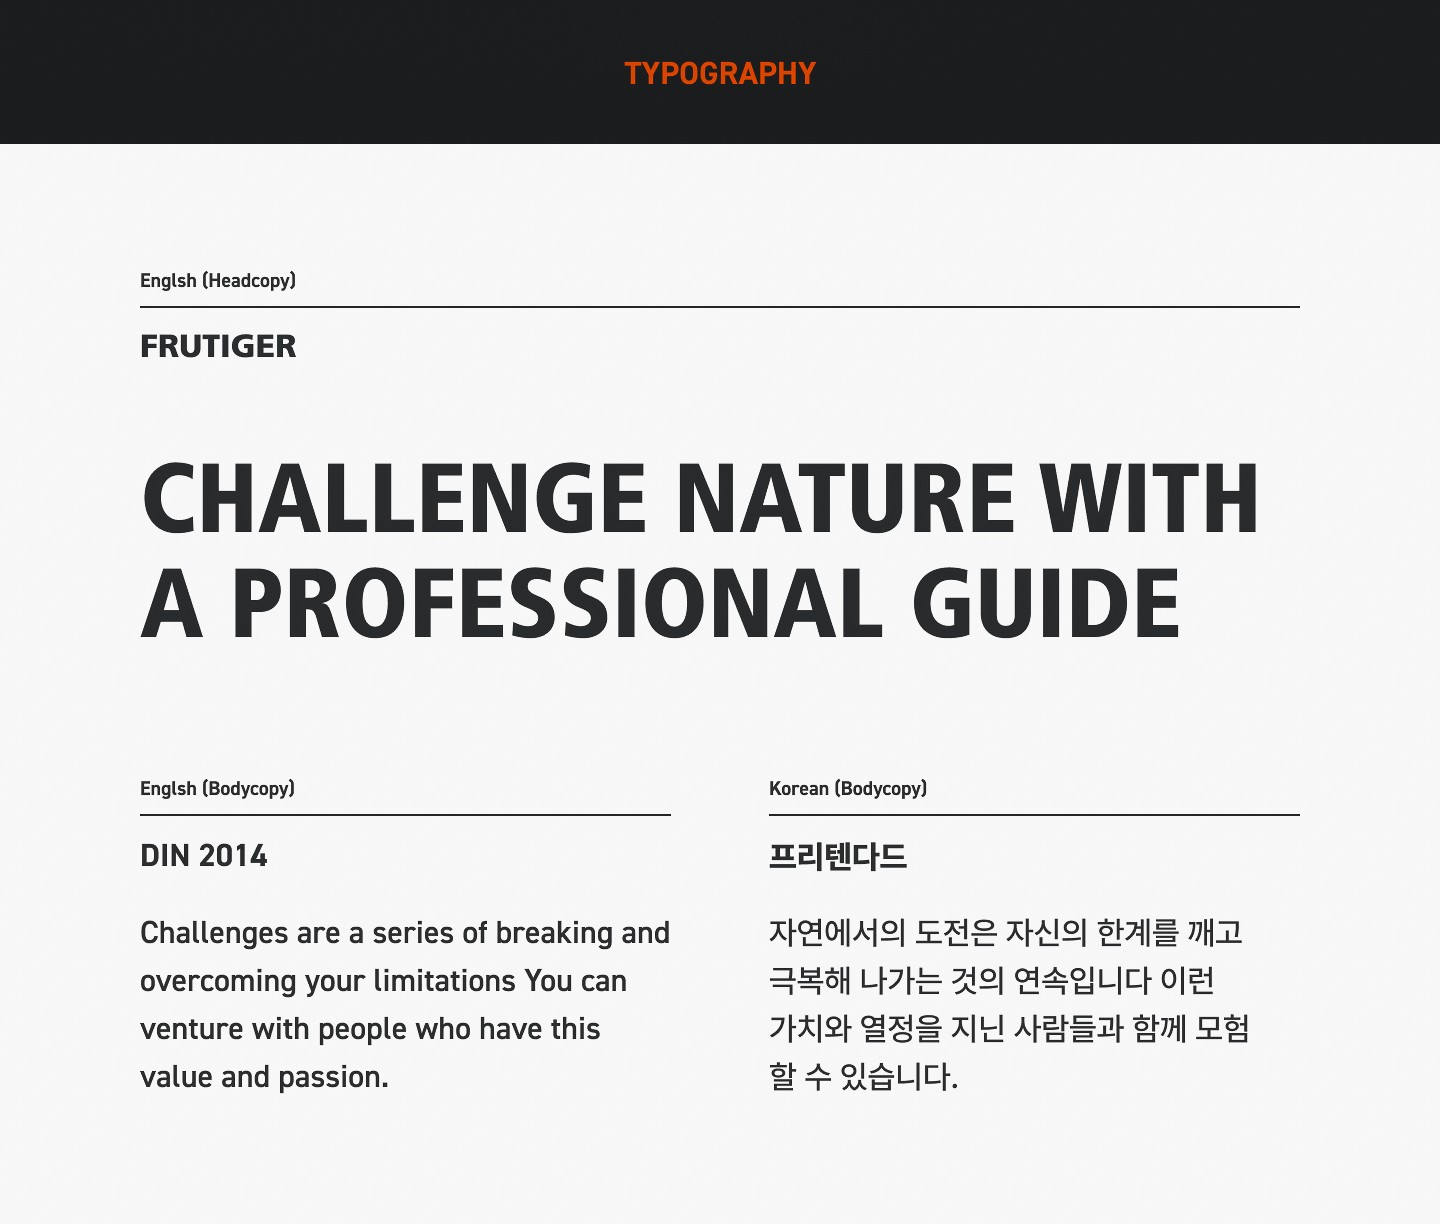 TYPOGRAPHY
Englsh (Headcopy)
FRUTIGER
CHALLENGE NATURE WITH
A PROFESSIONAL GUIDE
Englsh (Bodycopy)
DIN 2014
Challenges are a series of breaking and
overcoming your limitations You can
venture with people who have this
value and passion.
Korean (Bodycopy)
프리텐다드
자연에서의 도전은 자신의 한계를 깨고
극복해 나가는 것의 연속입니다 이런
가치와 열정을 지닌 사람들과 함께 모험
할 수 있습니다.